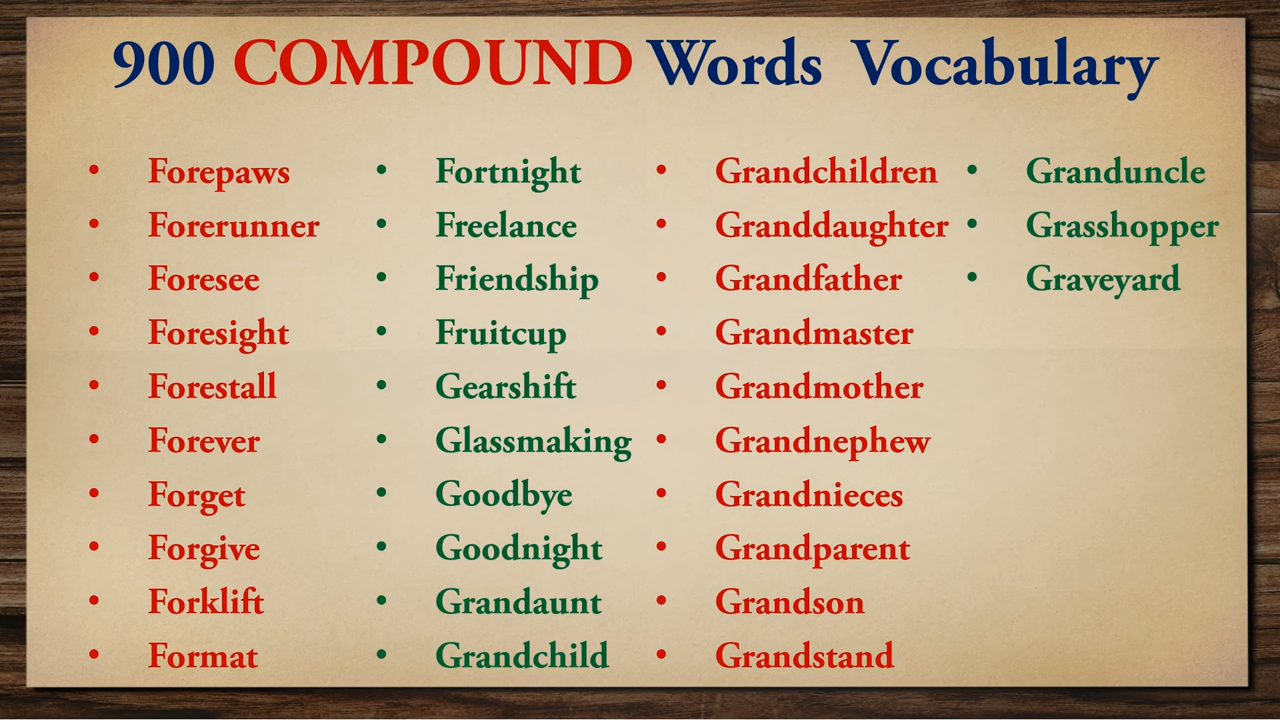 900 COMPOUND Words Vocabulary
• Forepaws
• Forerunner
• Foresee
• Foresight
• Forestall
• Forever
• Forget
• Forgive
• Forklift
• Format
• Fortnight
• Freelance
• Friendship
• Fruitcup
• Gearshift
• Glassmaking
• Goodbye
• Goodnight
• Grandaunt
• Grandchild
• Grandchildren
• Granddaughter
• Grandfather
• Grandmaster
• Grandmother
• Grandnephew
• Grandnieces
• Grandparent
• Grandson
• Grandstand
• Granduncle
• Grasshopper
• Graveyard